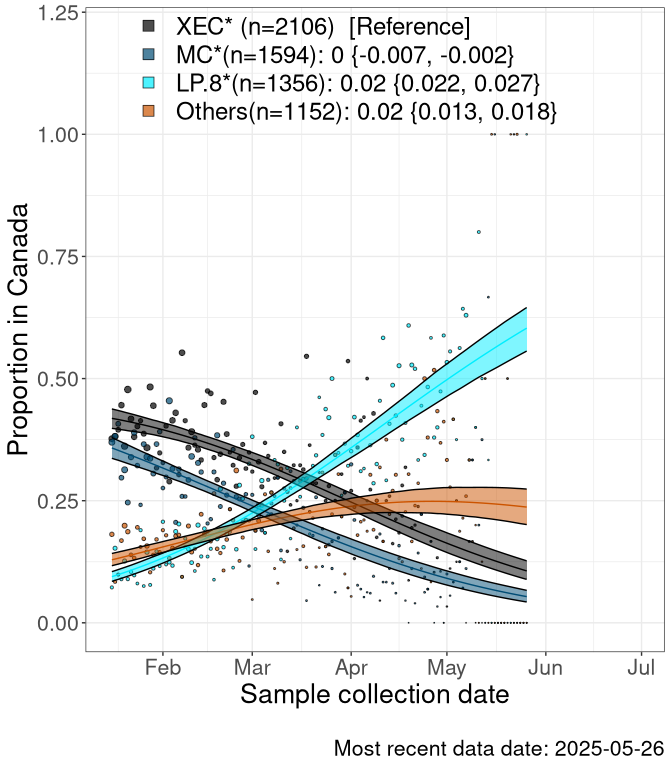 XEC* (n=2106)  [Reference]
MC*(n=1594): 0 {-0.007, -0.002}
LP.8*(n=1356): 0.02 {0.022, 0.027}
Others(n=1152): 0.02 {0.013, 0.018}
Proportion in Canada
1.25
1.00
0.75
0.50
0.25
0.00
Feb Mar Apr May Jun Jul
Sample collection date
Most recent data date: 2025-05-26